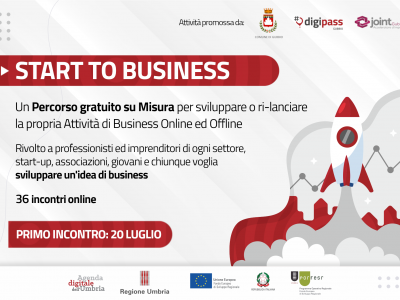 Attività promossa da:
digipass
joint
START TO BUSINESS
Un Percorso gratuito su Misura per sviluppare o ri-lanciare
la propria Attività di Business Online ed Offline
Rivolto a professionisti ed imprenditori di ogni settore,
start-up, associazioni, giovani e chiunque voglia
sviluppare un'idea di business
36 incontri online
PRIMO INCONTRO: 20 LUGLIO
Agenda
digitale
Umbria
Regione Umbria
Unione Europea